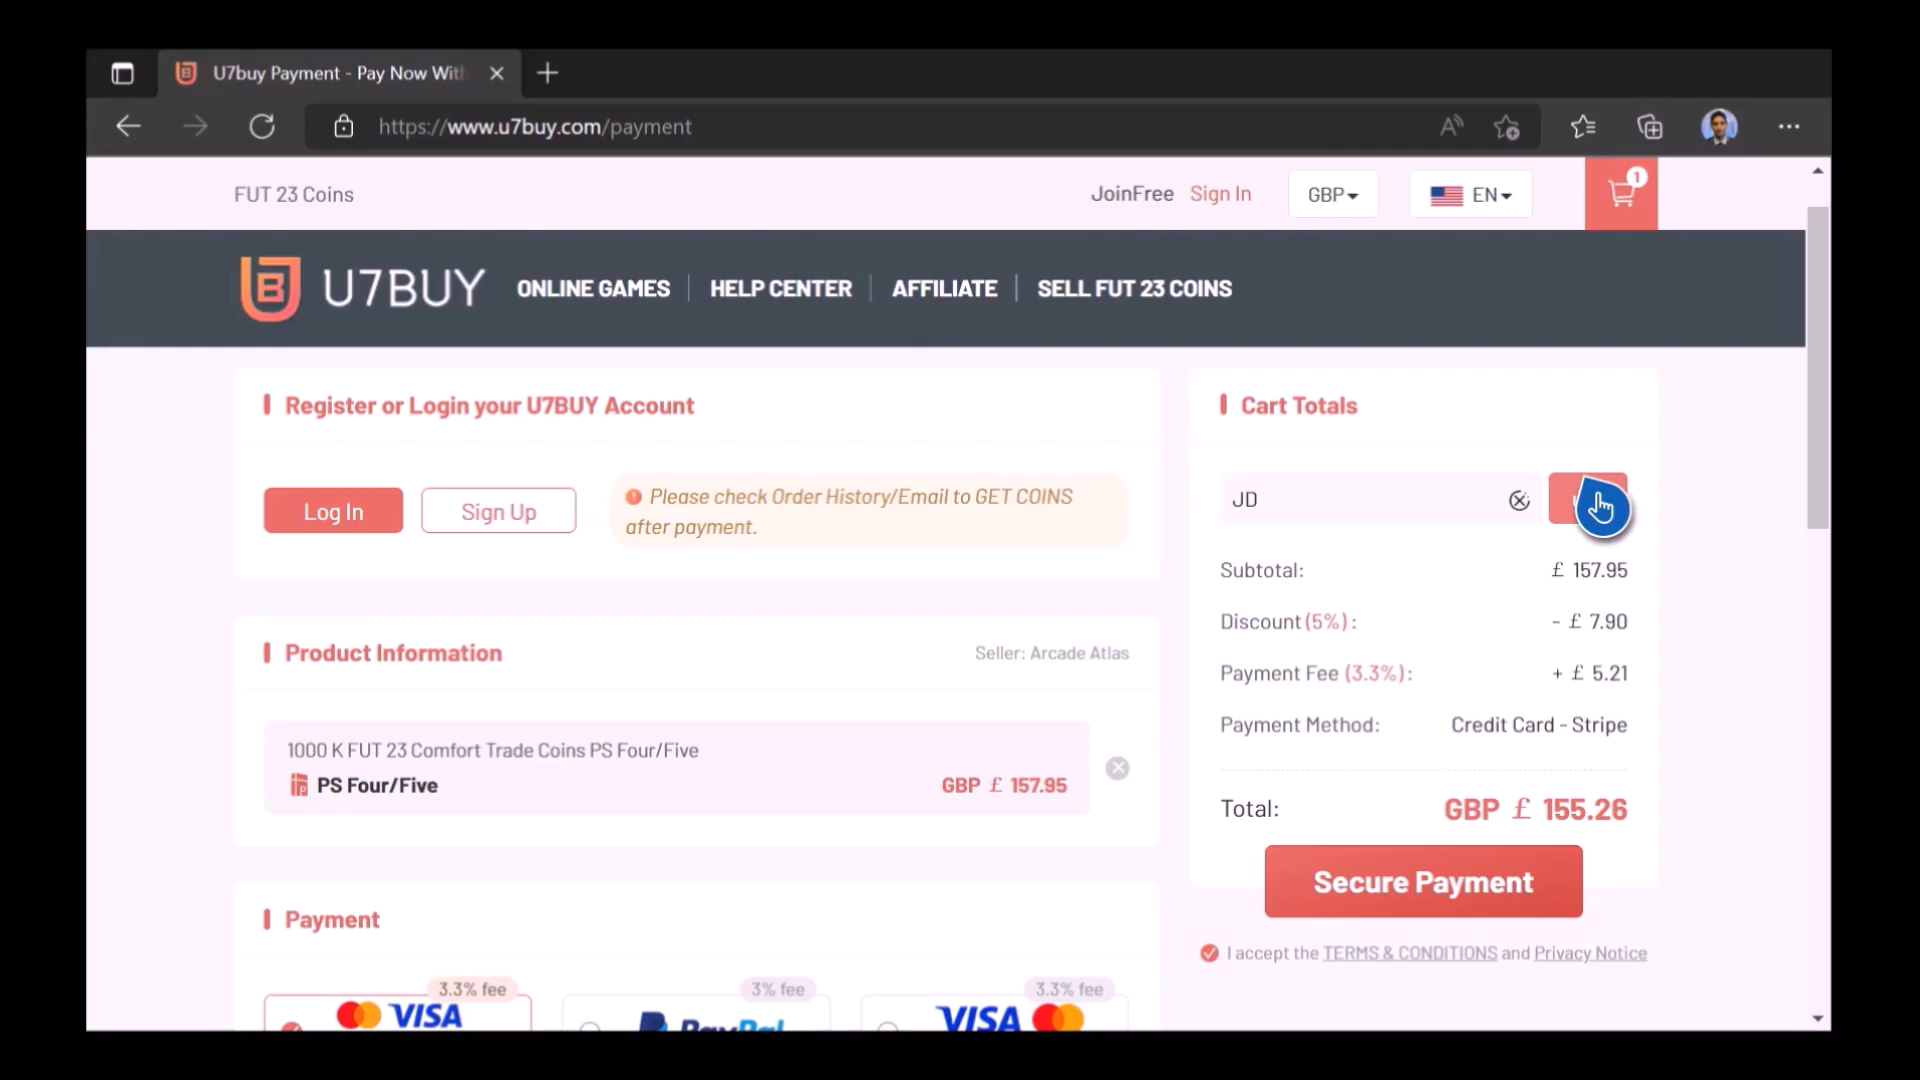 U7buy Payment - Pay Now With
https://www.u7buy.com/payment
FUT 23 Coins
JoinFree Sign In GBP EN 1
U7BUY ONLINE GAMES HELP CENTER AFFILIATE SELL FUT 23 COINS
Register or Login your U7BUY Account
Log In Sign Up
Please check Order History/Email to GET COINS
after payment.
Product Information Seller: Arcade Atlas
1000 K FUT 23 Comfort Trade Coins PS Four/Five
PS Four/Five GBP £ 157.95
Payment
3.3% fee 3% fee 3.3% fee
VISA PayPal VISA
Cart Totals
JD
Subtotal: £ 157.95
Discount (5%) : - £ 7.90
Payment Fee (3.3%) : + £ 5.21
Payment Method: Credit Card - Stripe
Total: GBP £ 155.26
Secure Payment
I accept the TERMS & CONDITIONS and Privacy Notice